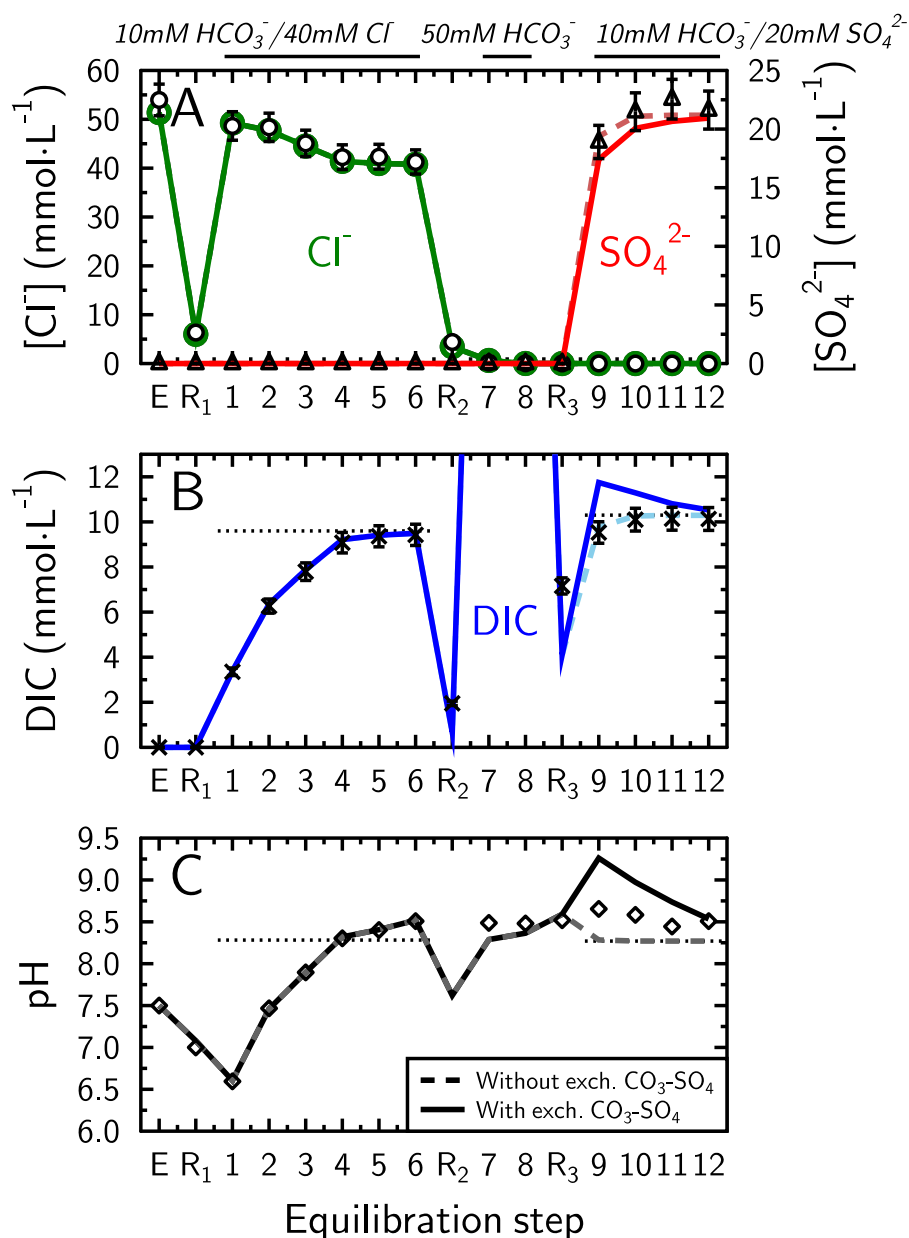 10mM HCO₃⁻/40mM Cl⁻ 50mM HCO₃⁻ 10mM HCO₃⁻/20mM SO₄²⁻
A
[Cl⁻] (mmol·L⁻¹)
60
50
40
30
20
10
0
[SO₄²⁻] (mmol·L⁻¹)
25
20
15
10
5
0
Cl⁻
SO₄²⁻
E R₁ 1 2 3 4 5 6 R₂ 7 8 R₃ 9 10 11 12
B
DIC (mmol·L⁻¹)
12
10
8
6
4
2
0
DIC
E R₁ 1 2 3 4 5 6 R₂ 7 8 R₃ 9 10 11 12
C
pH
9.5
9.0
8.5
8.0
7.5
7.0
6.5
6.0
Without exch. CO₃-SO₄
With exch. CO₃-SO₄
E R₁ 1 2 3 4 5 6 R₂ 7 8 R₃ 9 10 11 12
Equilibration step